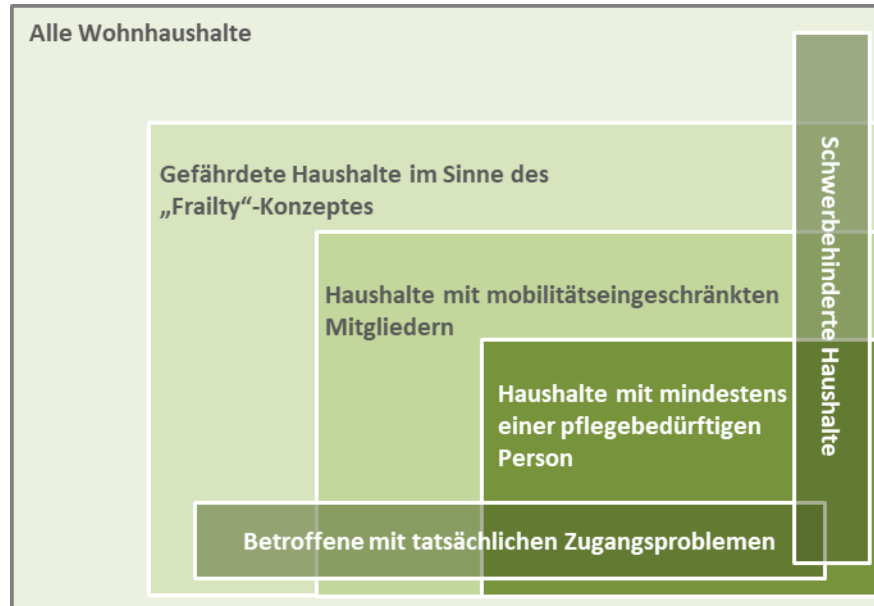 Alle Wohnhaushalte
Gefährdete Haushalte im Sinne des
„Frailty“-Konzeptes
Haushalte mit mobilitätseingeschränkten
Mitgliedern
Haushalte mit mindestens
einer pflegebedürftigen
Person
Betroffene mit tatsächlichen Zugangsproblemen
Schwerbehinderte Haushalte